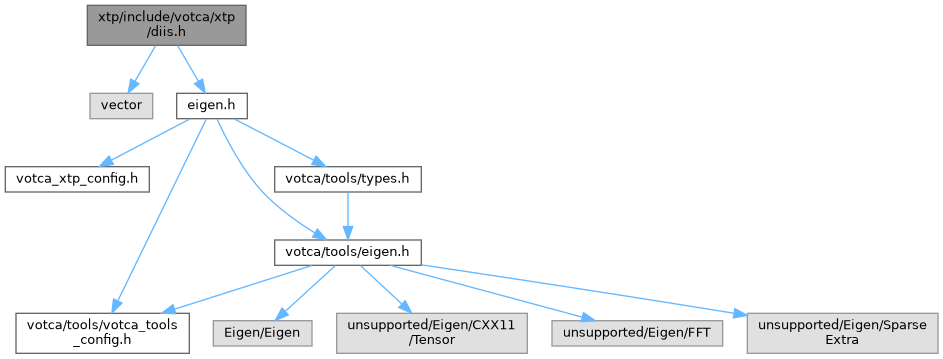 xtp/include/votca/xtp
/diis.h
vector
eigen.h
votca_xtp_config.h
votca/tools/types.h
votca/tools/eigen.h
votca/tools/votca_tools
_config.h
Eigen/Eigen
unsupported/Eigen/CXX11
/Tensor
unsupported/Eigen/FFT
unsupported/Eigen/Sparse
Extra